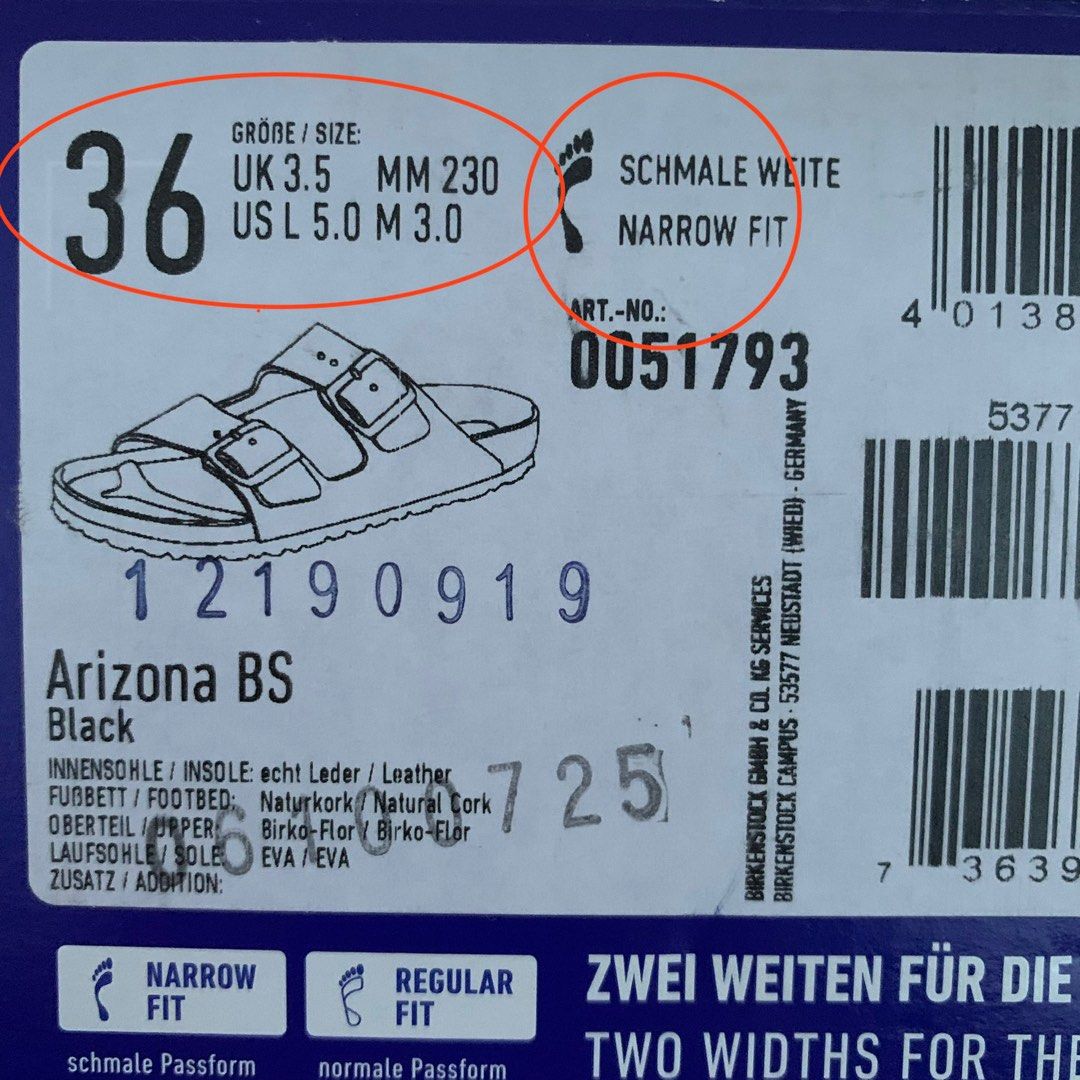 36
GRÖßE / SIZE:
UK 3.5 MM 230
US L 5.0 M 3.0
SCHMALE WEITE
NARROW FIT
ART.-NO.:
0051793
4 0138
5377
12190919
Arizona BS
Black
INNENSOHLE / INSOLE: echt Leder / Leather
FUßBETT / FOOTBED: Naturkork / Natural Cork
OBERTEIL / UPPER: Birko-Flor / Birko-Flor
LAUFSOHLE / SOLE: EVA / EVA
ZUSATZ / ADDITION:
06100725
BIRKENSTOCK GMBH & CO. KG SERVICES
BIRKENSTOCK CAMPUS · 53577 NEUSTADT (WIED) · GERMANY
7 3639
NARROW
FIT
schmale Passform
REGULAR
FIT
normale Passform
ZWEI WEITEN FÜR DIE
TWO WIDTHS FOR THE